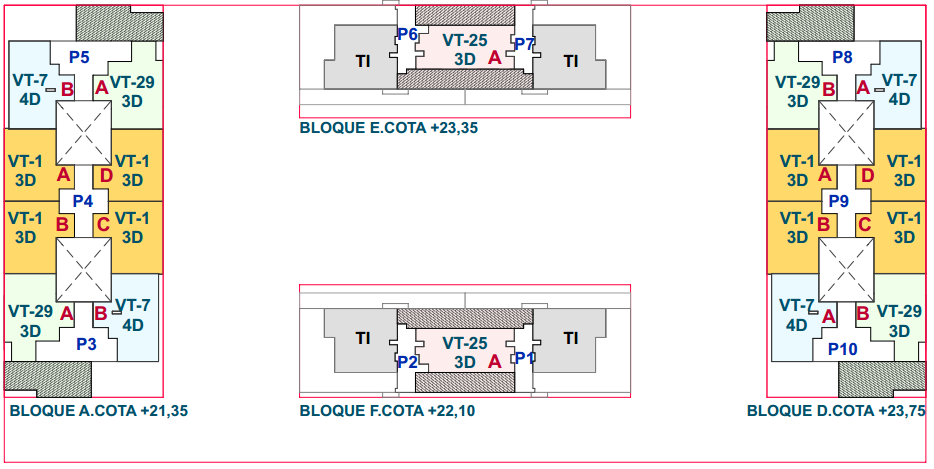 P5
VT-7
4D
B
A
VT-29
3D
VT-1
3D
A
D
VT-1
3D
P4
VT-1
3D
B
C
VT-1
3D
VT-29
3D
A
B
VT-7
4D
P3
BLOQUE A.COTA +21,35
P6
VT-25
3D
A
P7
TI
TI
BLOQUE E.COTA +23,35
TI
TI
VT-25
3D
A
P2
P1
BLOQUE F.COTA +22,10
P8
VT-29
3D
B
A
VT-7
4D
VT-1
3D
A
D
VT-1
3D
P9
VT-1
3D
B
C
VT-1
3D
VT-7
4D
A
B
VT-29
3D
P10
BLOQUE D.COTA +23,75